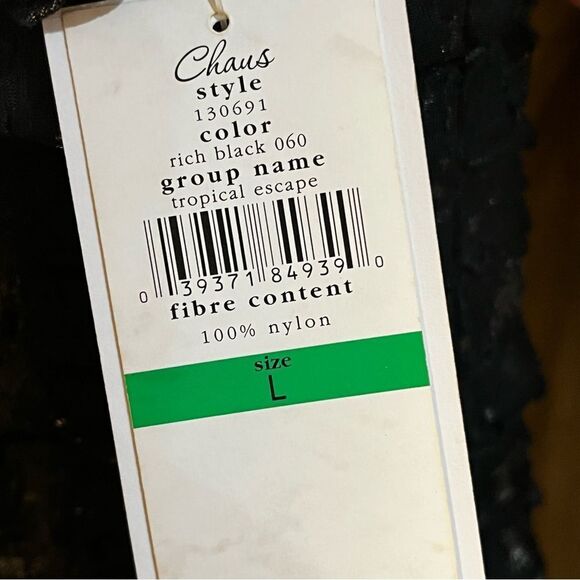 Chaus
style
130691
color
rich black 060
group name
tropical escape
0 39371 84939 0
fibre content
100% nylon
size
L